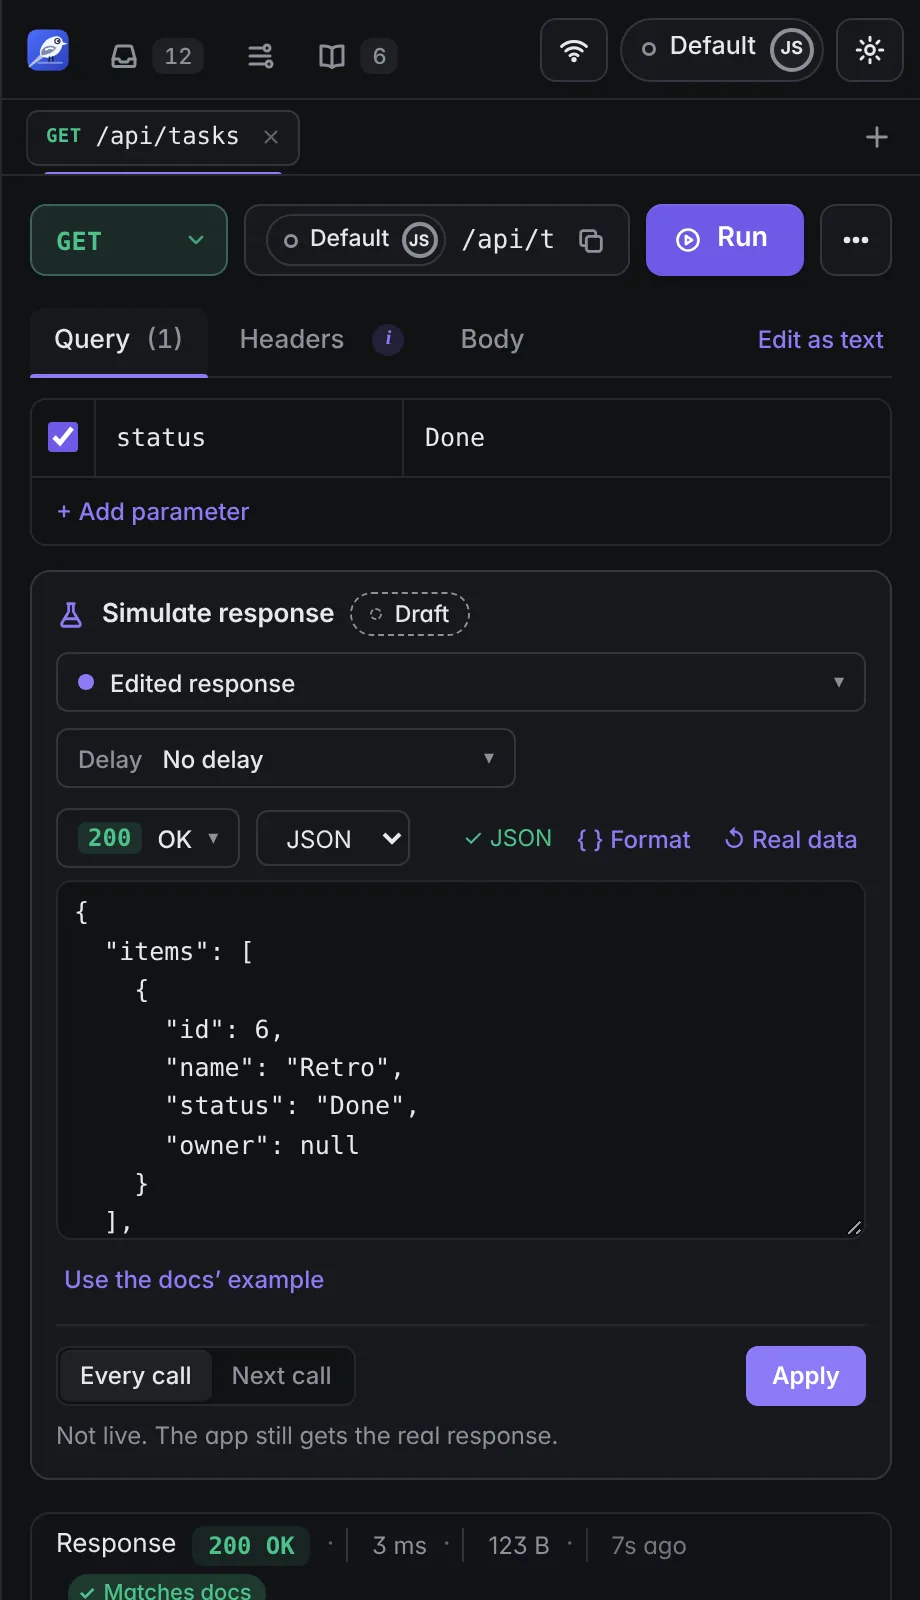 12 6 Default JS
GET /api/tasks ×
GET Default JS /api/t Run
Query (1) Headers i Body Edit as text
status Done
+ Add parameter
Simulate response Draft
Edited response
Delay No delay
200 OK JSON ✓ JSON { } Format Real data
{
"items": [
{
"id": 6,
"name": "Retro",
"status": "Done",
"owner": null
}
],
Use the docs’ example
Every call Next call Apply
Not live. The app still gets the real response.
Response 200 OK · 3 ms · 123 B · 7s ago
✓ Matches docs